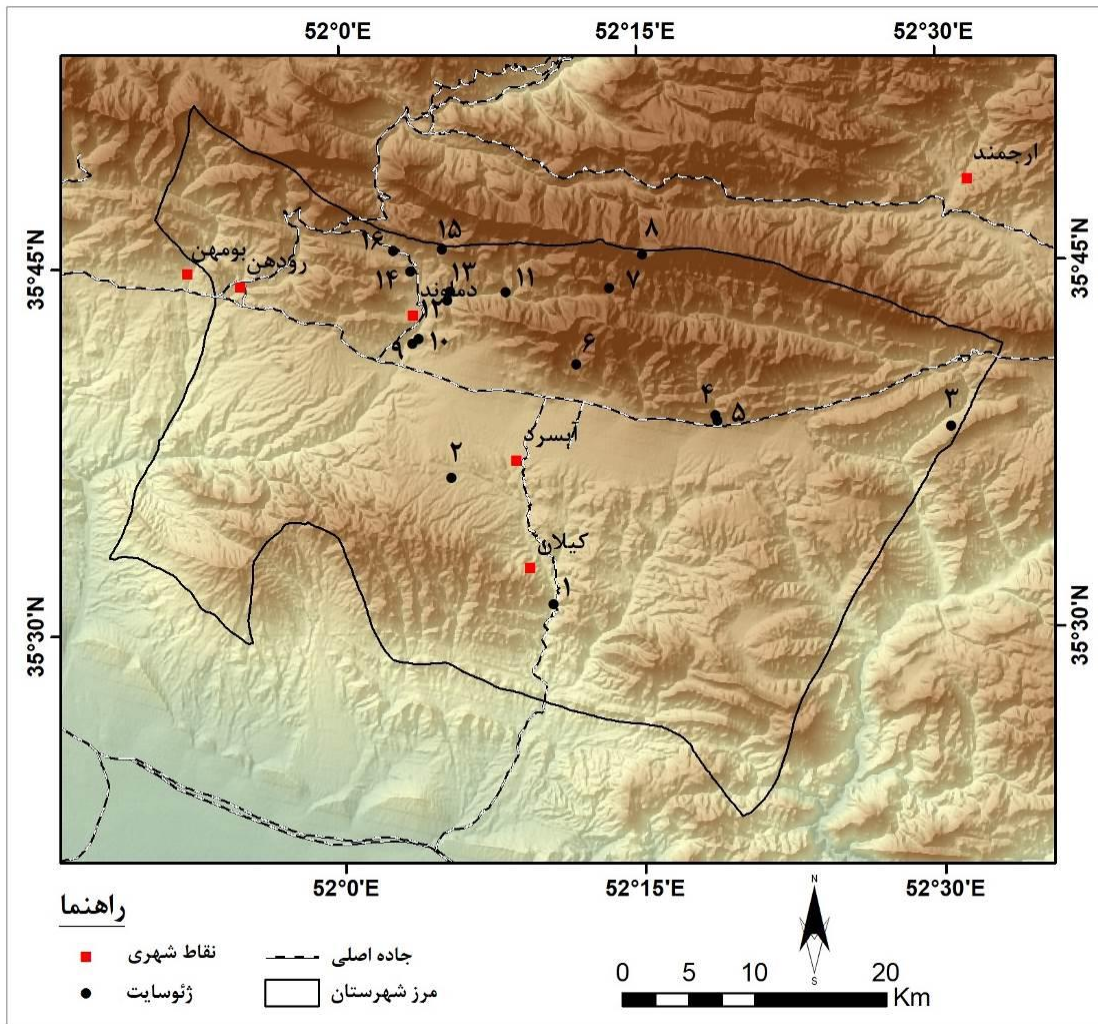 52°0'E 52°15'E 52°30'E
ارجمند
35°45'N
35°45'N
بومهن
رودهن
۱۶
۱۵
۸
۱۴
۱۳
۱۱
۷
دماوند
۱۲
۹
۱۰
۶
۴
۵
۳
آبسرد
۲
کیلان
۱
35°30'N
35°30'N
52°0'E 52°15'E 52°30'E
راهنما
نقاط شهری
جاده اصلی
ژئوسایت
مرز شهرستان
N
S
0 5 10 20
Km